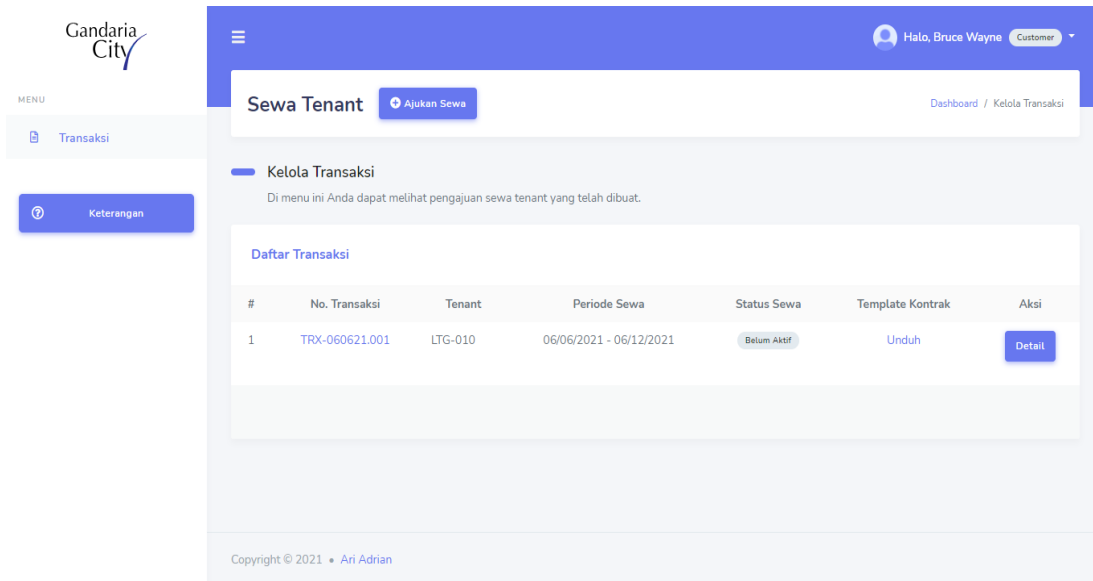 Gandaria
City
Halo, Bruce Wayne Customer
MENU
Transaksi
Keterangan
Sewa Tenant Ajukan Sewa
Dashboard / Kelola Transaksi
Kelola Transaksi
Di menu ini Anda dapat melihat pengajuan sewa tenant yang telah dibuat.
Daftar Transaksi
# No. Transaksi Tenant Periode Sewa Status Sewa Template Kontrak Aksi
1 TRX-060621.001 LTG-010 06/06/2021 - 06/12/2021 Belum Aktif Unduh Detail
Copyright © 2021 • Ari Adrian